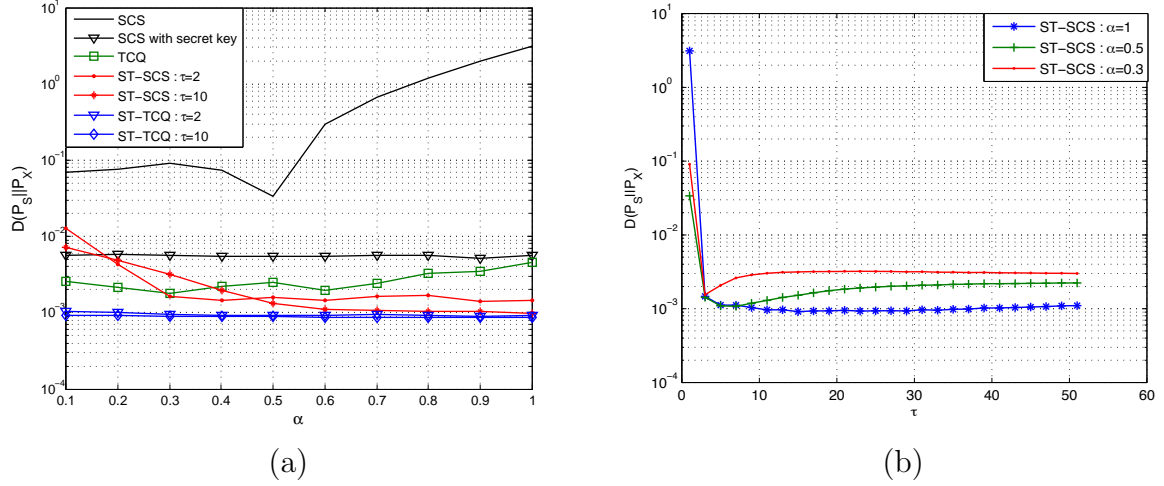 10^1
10^0
10^-1
10^-2
10^-3
10^-4
D(P_S||P_X)
SCS
SCS with secret key
TCQ
ST−SCS : τ=2
ST−SCS : τ=10
ST−TCQ : τ=2
ST−TCQ : τ=10
0.1 0.2 0.3 0.4 0.5 0.6 0.7 0.8 0.9 1
α
(a)
10^1
10^0
10^-1
10^-2
10^-3
10^-4
D(P_S||P_X)
ST−SCS: α=1
ST−SCS: α=0.5
ST−SCS: α=0.3
0 10 20 30 40 50 60
τ
(b)